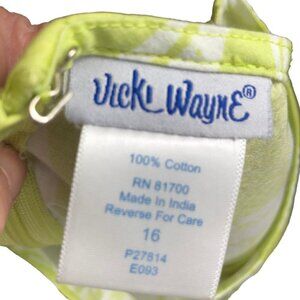 Vicki Wayne®
100% Cotton
RN 81700
Made In India
Reverse For Care
16
P27814
E093